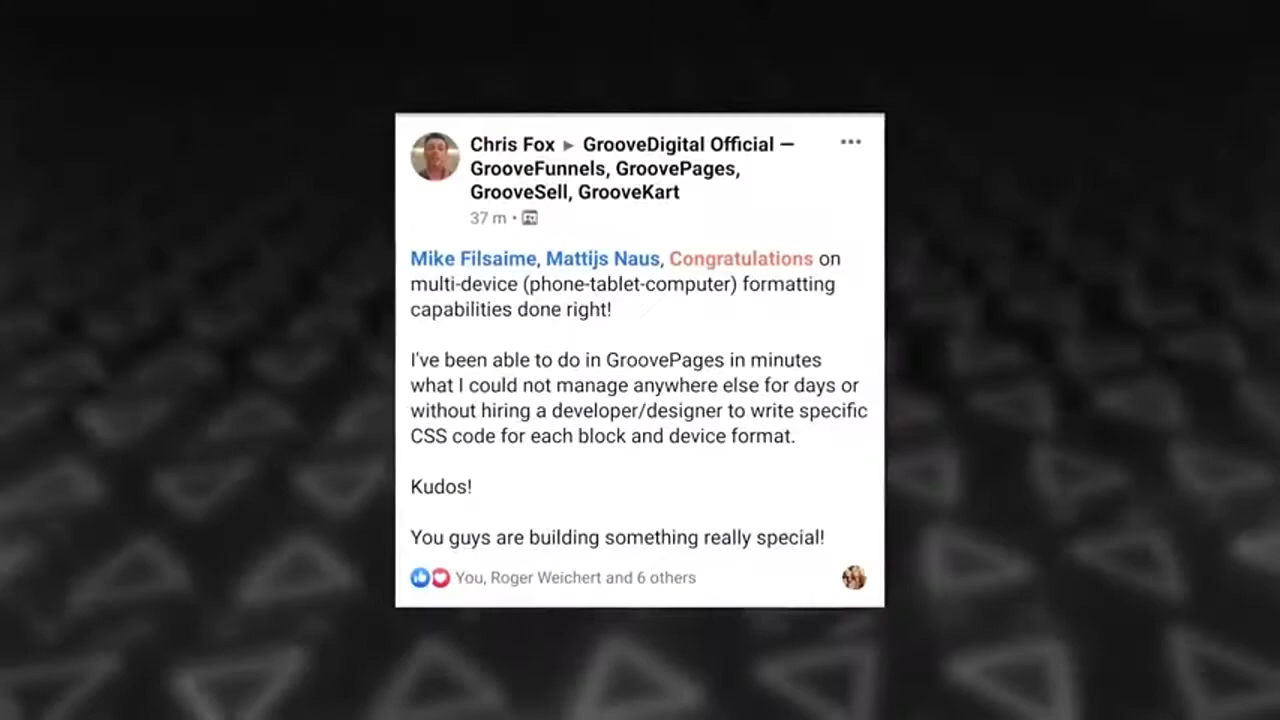 Chris Fox ▶ GrooveDigital Official —
GrooveFunnels, GroovePages,
GrooveSell, GrooveKart
37 m ·
Mike Filsaime, Mattijs Naus, Congratulations on
multi-device (phone-tablet-computer) formatting
capabilities done right!
I've been able to do in GroovePages in minutes
what I could not manage anywhere else for days or
without hiring a developer/designer to write specific
CSS code for each block and device format.
Kudos!
You guys are building something really special!
You, Roger Weichert and 6 others